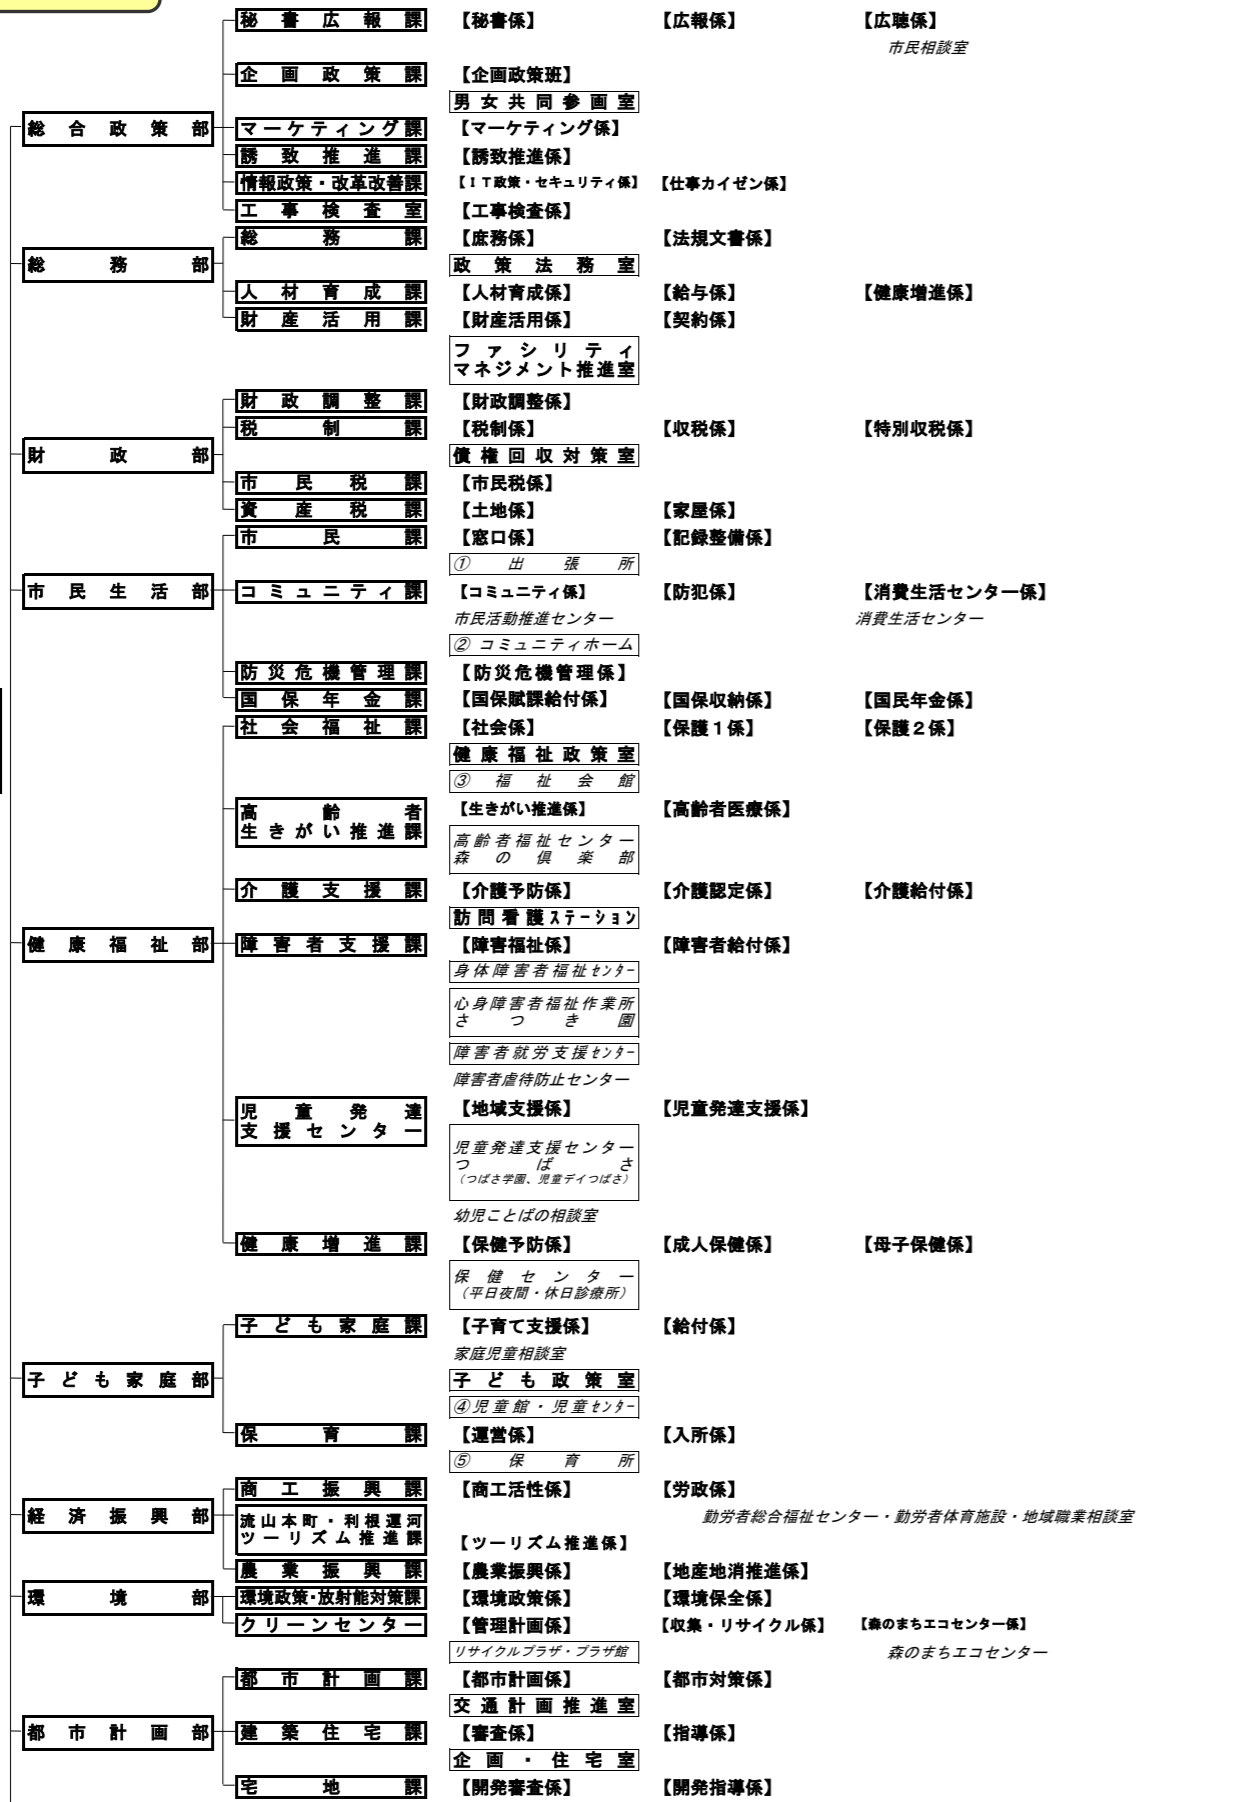 秘書広報課 【秘書係】 【広報係】 【広聴係】
市民相談室
企画政策課 【企画政策班】
男女共同参画室
総合政策部 マーケティング課 【マーケティング係】
誘致推進課 【誘致推進係】
情報政策・改革改善課 【ＩＴ政策・セキュリティ係】 【仕事カイゼン係】
工事検査室 【工事検査係】
総務課 【庶務係】 【法規文書係】
総務部 政策法務室
人材育成課 【人材育成係】 【給与係】 【健康増進係】
財産活用課 【財産活用係】 【契約係】
ファシリティ
マネジメント推進室
財政調整課 【財政調整係】
税制課 【税制係】 【収税係】 【特別収税係】
財政部 債権回収対策室
市民税課 【市民税係】
資産税課 【土地係】 【家屋係】
市民課 【窓口係】 【記録整備係】
① 出張所
市民生活部 コミュニティ課 【コミュニティ係】 【防犯係】 【消費生活センター係】
市民活動推進センター 消費生活センター
② コミュニティホーム
防災危機管理課 【防災危機管理係】
国保年金課 【国保賦課給付係】 【国保収納係】 【国民年金係】
社会福祉課 【社会係】 【保護１係】 【保護２係】
健康福祉政策室
③ 福祉会館
高齢者
生きがい推進課 【生きがい推進係】 【高齢者医療係】
高齢者福祉センター
森の倶楽部
介護支援課 【介護予防係】 【介護認定係】 【介護給付係】
訪問看護ｽﾃｰｼｮﾝ
健康福祉部 障害者支援課 【障害福祉係】 【障害者給付係】
身体障害者福祉ｾﾝﾀｰ
心身障害者福祉作業所
さつき園
障害者就労支援ｾﾝﾀｰ
障害者虐待防止センター
児童発達
支援センター 【地域支援係】 【児童発達支援係】
児童発達支援センター
つばさ
（つばさ学園、児童デイつばさ）
幼児ことばの相談室
健康増進課 【保健予防係】 【成人保健係】 【母子保健係】
保健センター
（平日夜間・休日診療所）
子ども家庭課 【子育て支援係】 【給付係】
家庭児童相談室
子ども家庭部 子ども政策室
④児童館・児童ｾﾝﾀｰ
保育課 【運営係】 【入所係】
⑤ 保育所
商工振興課 【商工活性係】 【労政係】
経済振興部 勤労者総合福祉センター・勤労者体育施設・地域職業相談室
流山本町・利根運河
ツーリズム推進課 【ツーリズム推進係】
農業振興課 【農業振興係】 【地産地消推進係】
環境部 環境政策・放射能対策課 【環境政策係】 【環境保全係】
クリーンセンター 【管理計画係】 【収集・リサイクル係】 【森のまちエコセンター係】
リサイクルプラザ・プラザ館 森のまちエコセンター
都市計画課 【都市計画係】 【都市対策係】
交通計画推進室
都市計画部 建築住宅課 【審査係】 【指導係】
企画・住宅室
宅地課 【開発審査係】 【開発指導係】